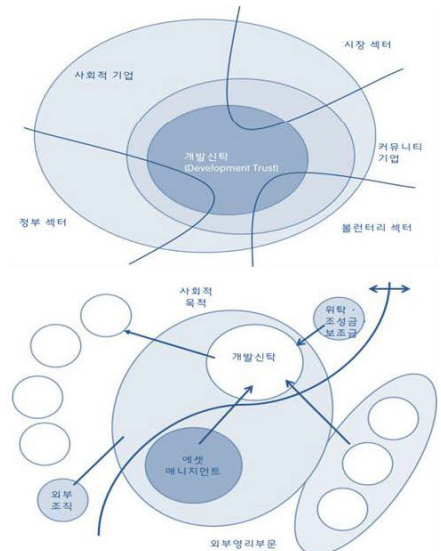 시장 섹터
사회적 기업
개발신탁
(Development Trust)
커뮤니티
기업
정부 섹터
볼런터리 섹터
사회적
목적
위탁·
조성금
보조금
개발신탁
에셋
매니지먼트
외부
조직
외부영리부문